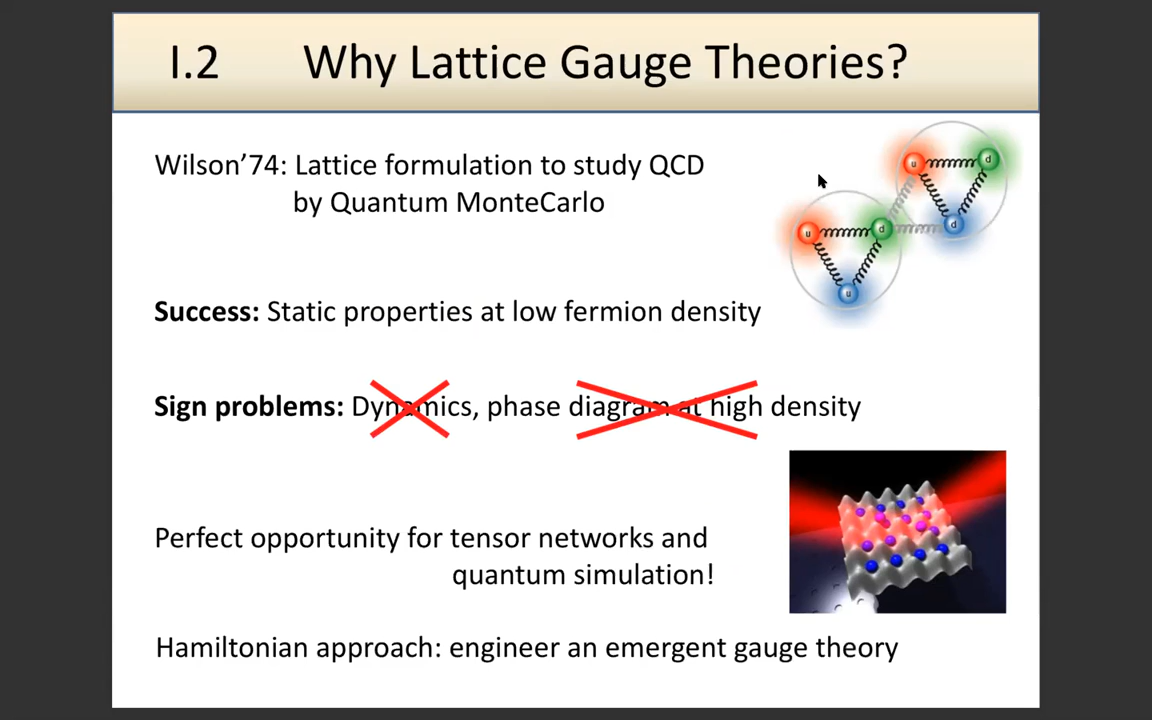 I.2 Why Lattice Gauge Theories?
Wilson’74: Lattice formulation to study QCD
by Quantum MonteCarlo
u d
u d d
u
Success: Static properties at low fermion density
Sign problems: Dynamics, phase diagram at high density
Perfect opportunity for tensor networks and
quantum simulation!
Hamiltonian approach: engineer an emergent gauge theory